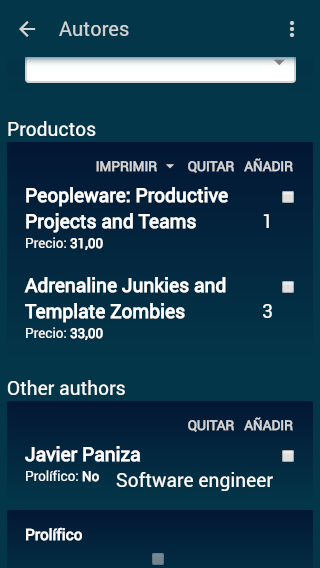 Autores
Productos
IMPRIMIR QUITAR AÑADIR
Peopleware: Productive
Projects and Teams 1
Precio: 31,00
Adrenaline Junkies and
Template Zombies 3
Precio: 33,00
Other authors
QUITAR AÑADIR
Javier Paniza
Prolífico: No Software engineer
Prolífico